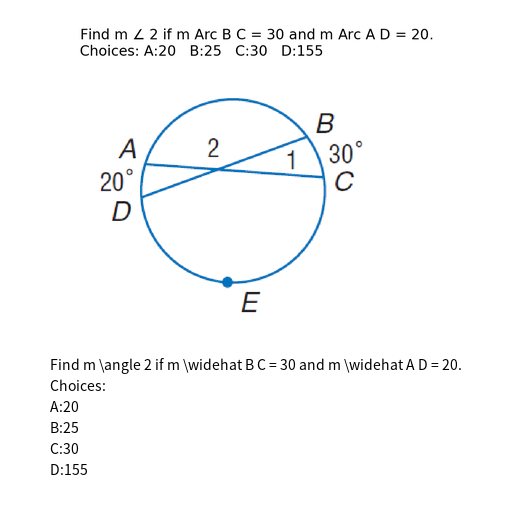 Find m ∠ 2 if m Arc B C = 30 and m Arc A D = 20.
Choices: A:20 B:25 C:30 D:155
B
A
2
1
30°
20°
C
D
E
Find m \angle 2 if m \widehat B C = 30 and m \widehat A D = 20.
Choices:
A:20
B:25
C:30
D:155